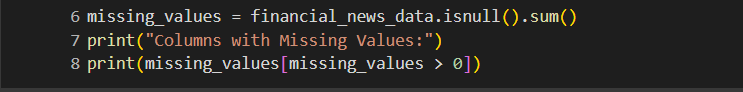 6 missing_values = financial_news_data.isnull().sum()
7 print("Columns with Missing Values:")
8 print(missing_values[missing_values > 0])